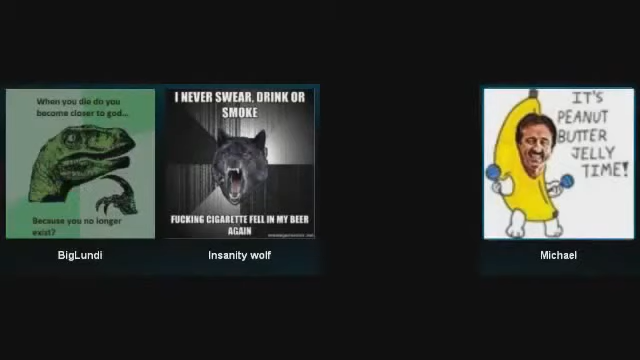 When you die do you
become closer to god...
Because you no longer
exist?
BigLundi
I NEVER SWEAR, DRINK OR
SMOKE
FUCKING CIGARETTE FELL IN MY BEER
AGAIN
Insanity wolf
IT'S
PEANUT
BUTTER
JELLY
TIME!
Michael